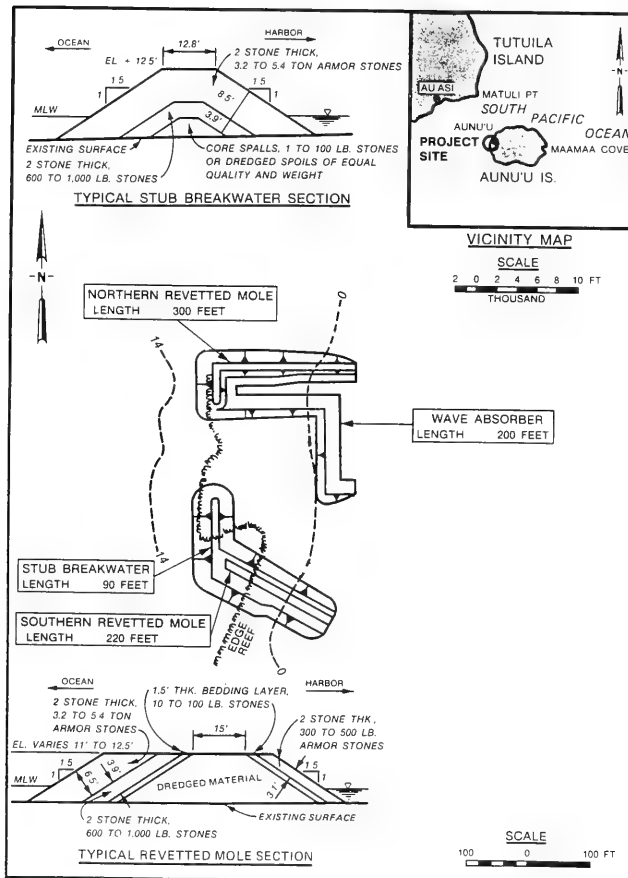 OCEAN
HARBOR
12.8'
EL + 12.5'
2 STONE THICK,
3.2 TO 5.4 TON ARMOR STONES
1.5
1
1.5
1
8.5'
3.9'
MLW
EXISTING SURFACE
2 STONE THICK,
600 TO 1,000 LB. STONES
CORE SPALLS, 1 TO 100 LB. STONES
OR DREDGED SPOILS OF EQUAL
QUALITY AND WEIGHT
TYPICAL STUB BREAKWATER SECTION
TUTUILA
ISLAND
AU ASI
MATULI PT
SOUTH
PACIFIC
OCEAN
N
AUNU'U
PROJECT
SITE
MAAMAA COVE
AUNU'U IS.
VICINITY MAP
SCALE
2 0 2 4 6 8 10 FT
THOUSAND
N
NORTHERN REVETTED MOLE
LENGTH 300 FEET
0
14
WAVE ABSORBER
LENGTH 200 FEET
14
STUB BREAKWATER
LENGTH 90 FEET
SOUTHERN REVETTED MOLE
LENGTH 220 FEET
EDGE
REEF
0
OCEAN
1.5' THK. BEDDING LAYER,
10 TO 100 LB. STONES
HARBOR
2 STONE THICK,
3.2 TO 5.4 TON
ARMOR STONES
15'
2 STONE THK,
300 TO 500 LB.
ARMOR STONES
EL. VARIES 11' TO 12.5'
1.5
1
1.5
1
3.9'
6.5'
3.1'
MLW
DREDGED MATERIAL
EXISTING SURFACE
2 STONE THICK,
600 TO 1,000 LB. STONES
TYPICAL REVETTED MOLE SECTION
SCALE
100 0 100 FT